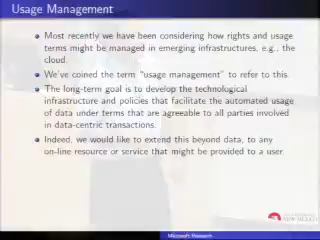 Usage Management
Most recently we have been considering how rights and usage
terms might be managed in emerging infrastructures, e.g., the
cloud.
We've coined the term "usage management" to refer to this.
The long-term goal is to develop the technological
infrastructure and policies that facilitate the automated usage
of data under terms that are agreeable to all parties involved
in data-centric transactions.
Indeed, we would like to extend this beyond data, to any
on-line resource or service that might be provided to a user.
Microsoft Research